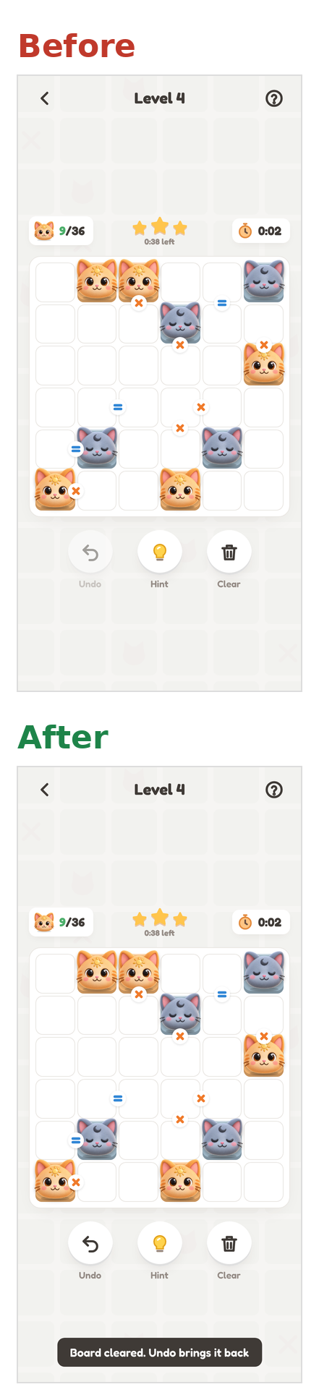 Before
Level 4
9/36
0:38 left
0:02
Undo
Hint
Clear
After
Level 4
9/36
0:38 left
0:02
Undo
Hint
Clear
Board cleared. Undo brings it back